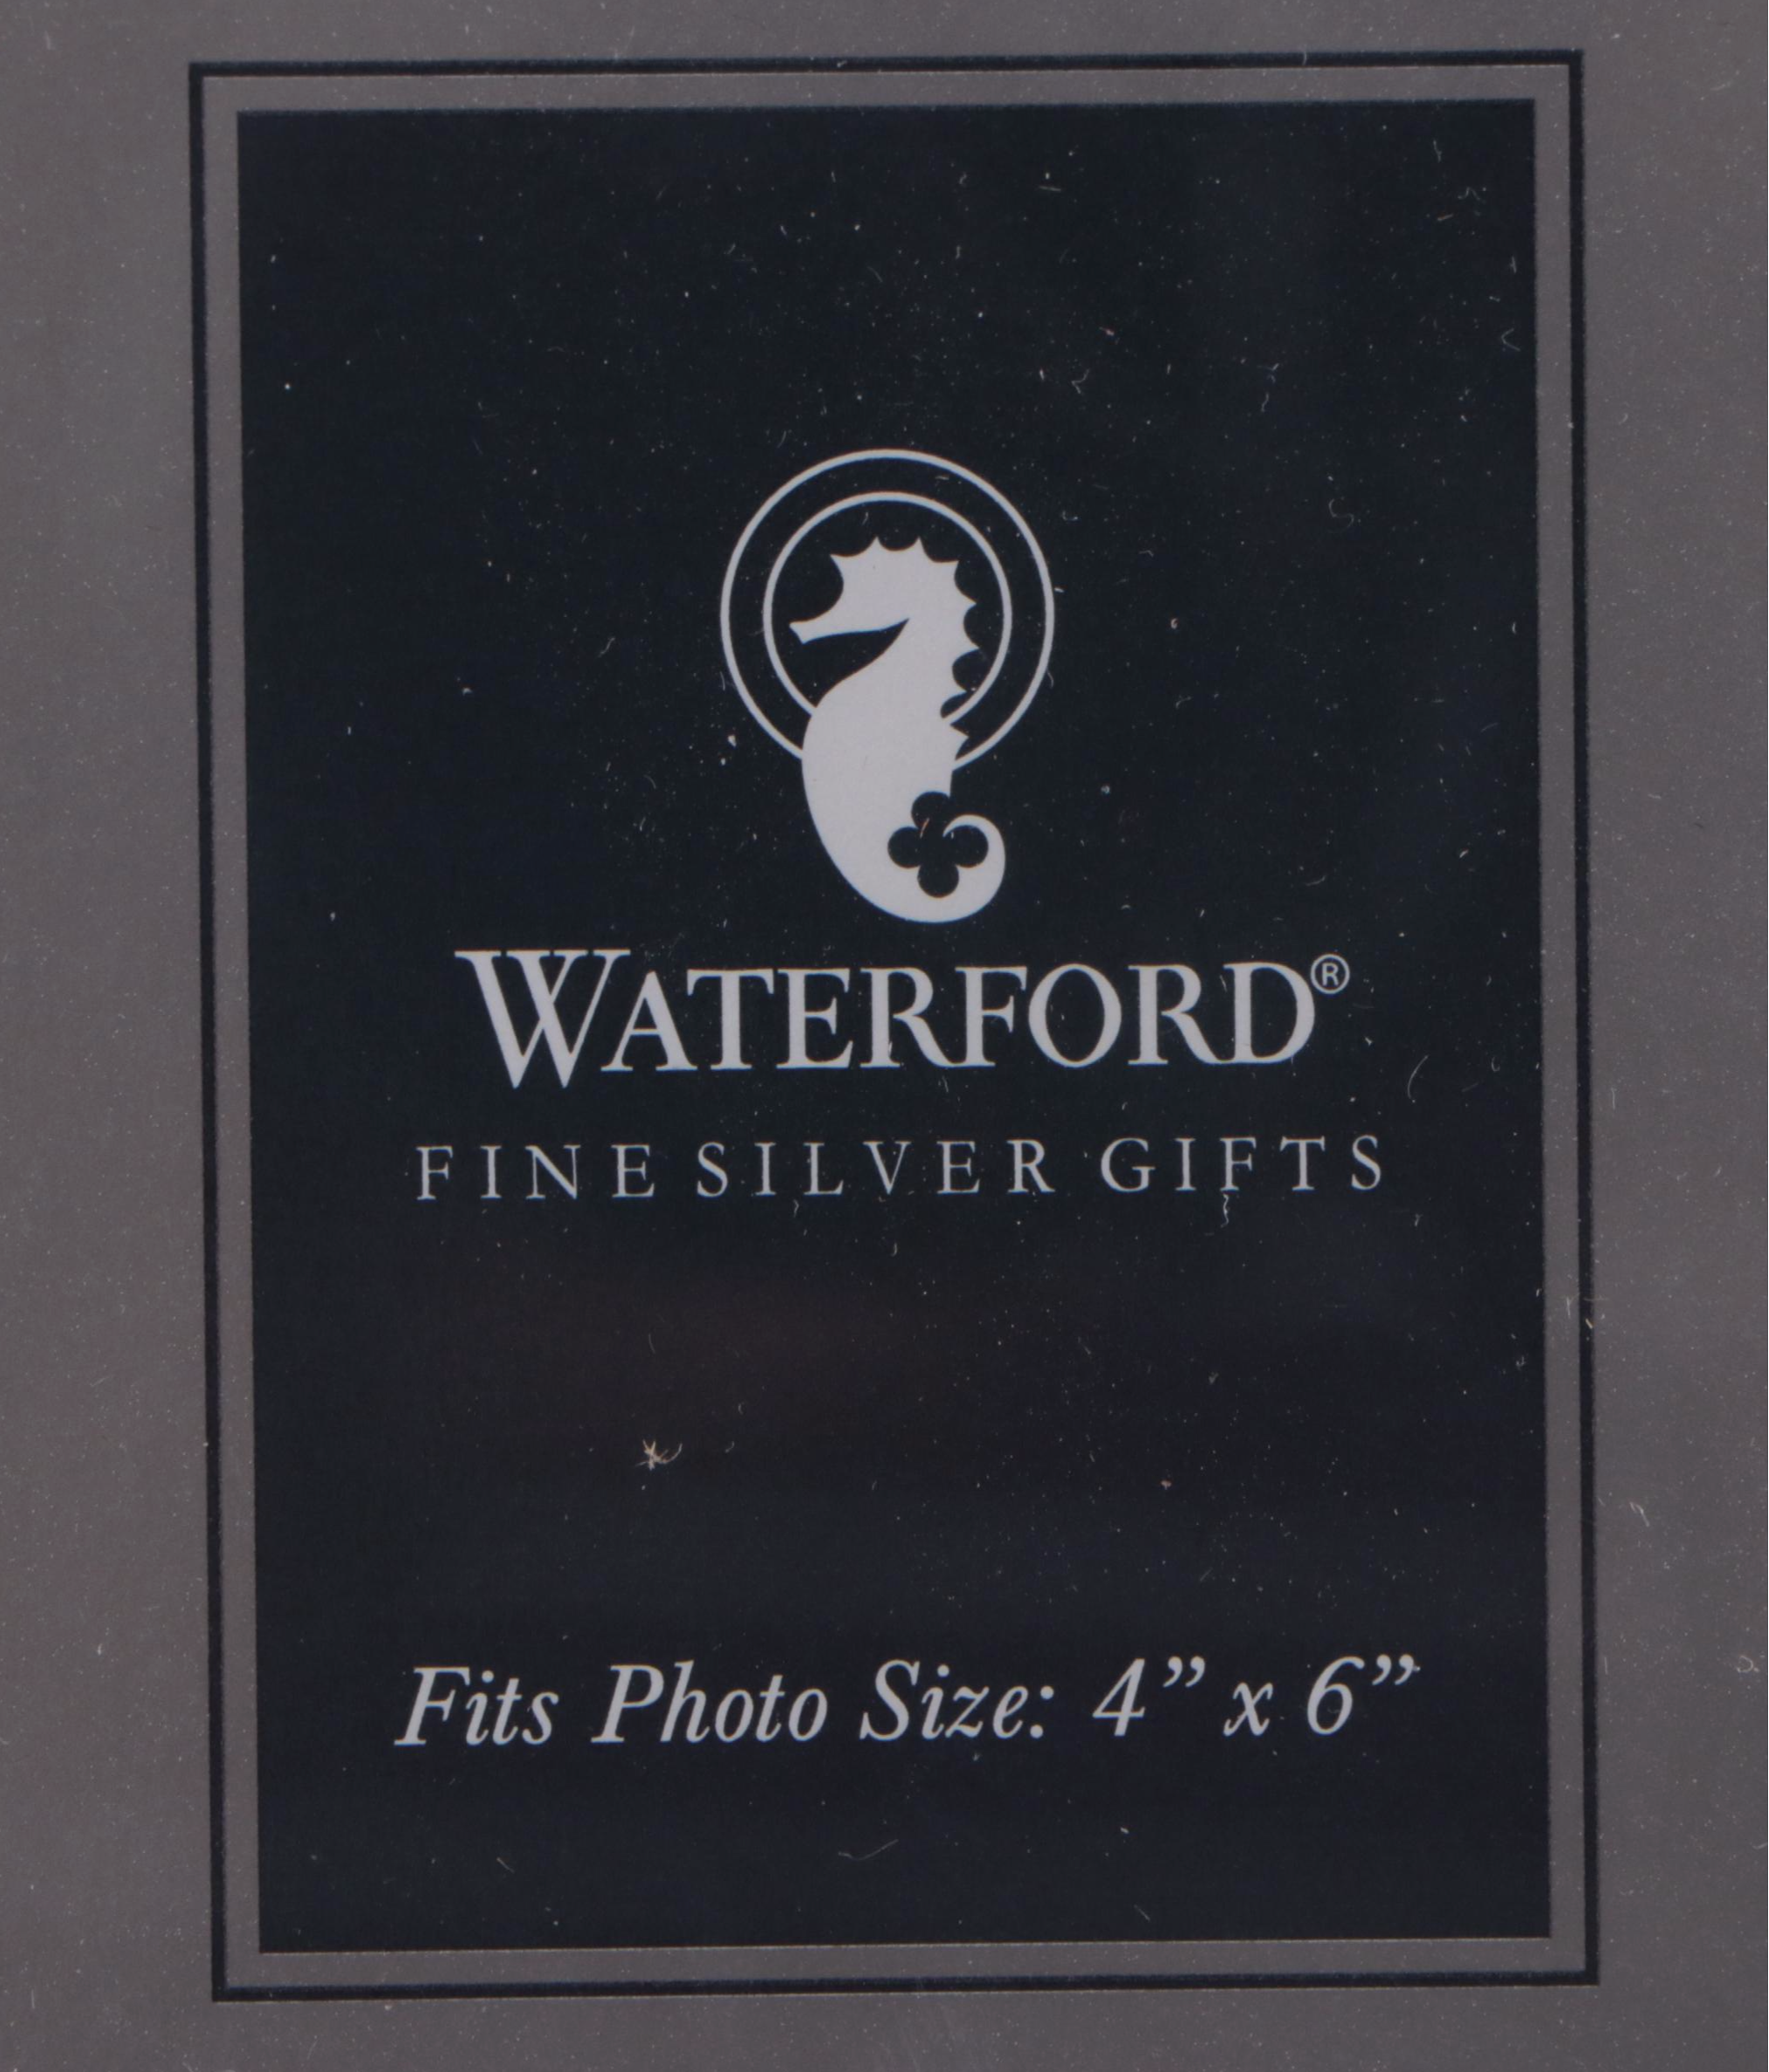 WATERFORD®
FINE SILVER GIFTS
Fits Photo Size: 4” x 6”